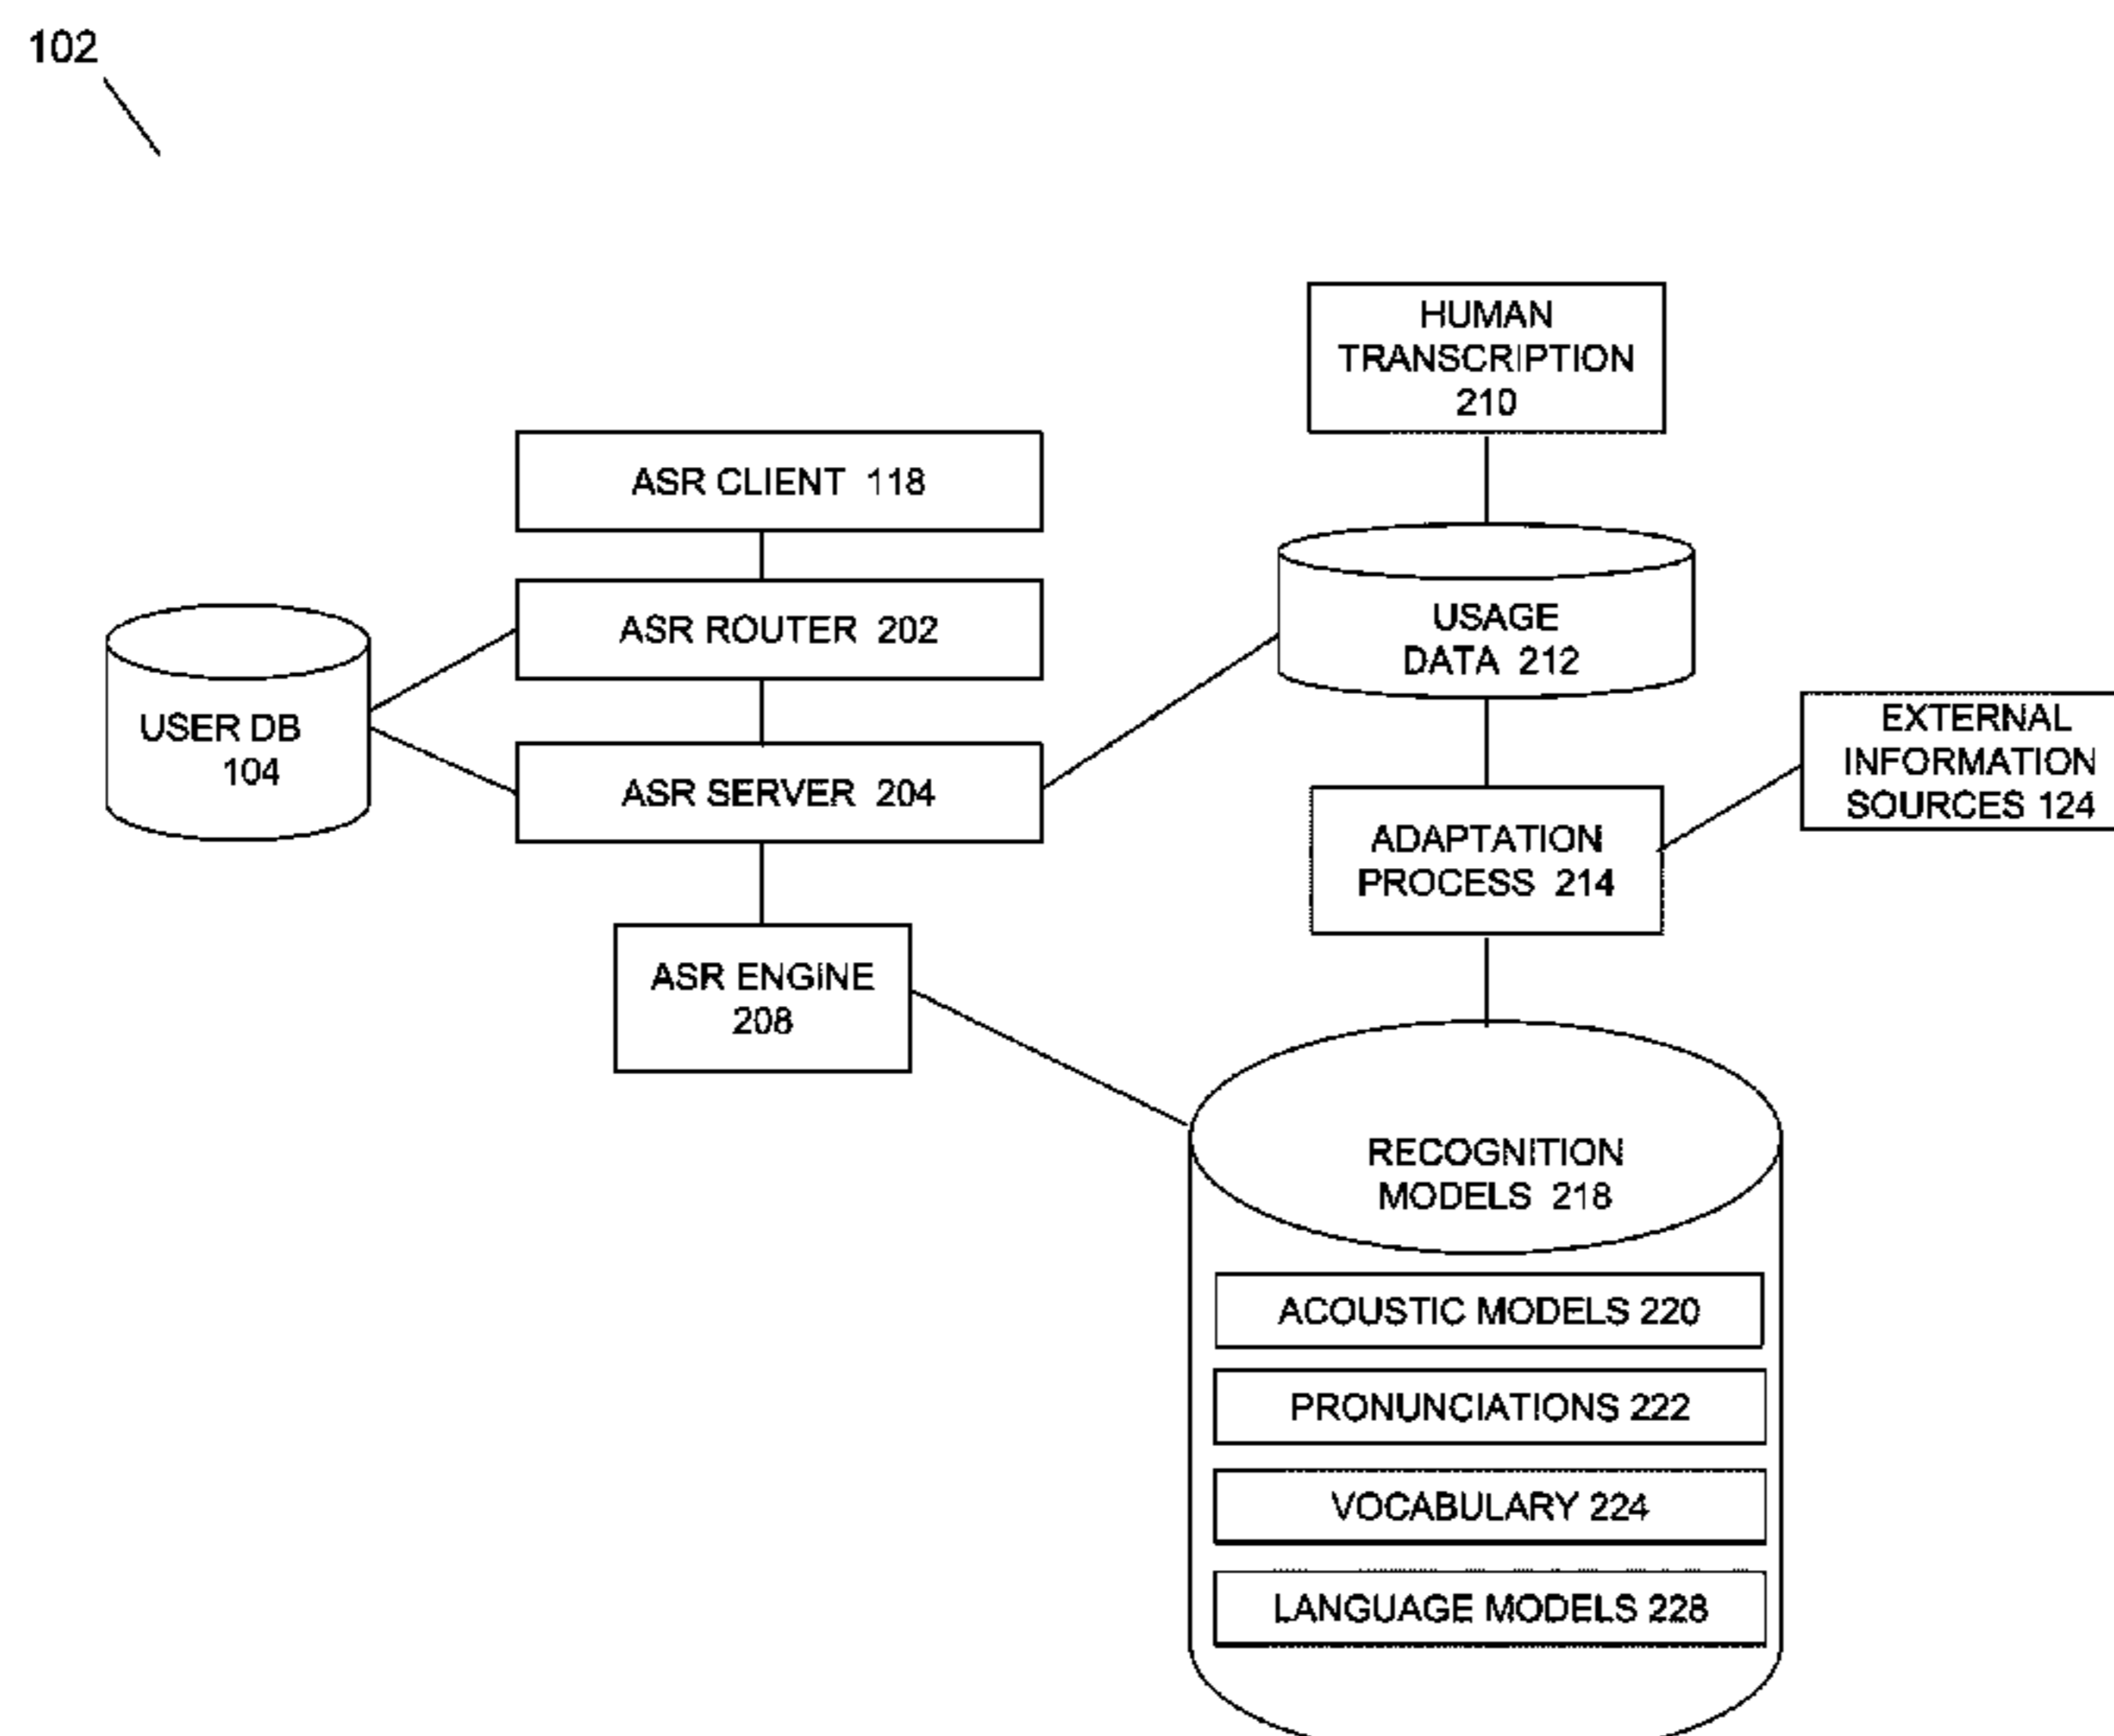 102
HUMAN
TRANSCRIPTION
210
ASR CLIENT 118
ASR ROUTER 202
USAGE
DATA 212
USER DB
104
ASR SERVER 204
EXTERNAL
INFORMATION
SOURCES 124
ADAPTATION
PROCESS 214
ASR ENGINE
208
RECOGNITION
MODELS 218
ACOUSTIC MODELS 220
PRONUNCIATIONS 222
VOCABULARY 224
LANGUAGE MODELS 228